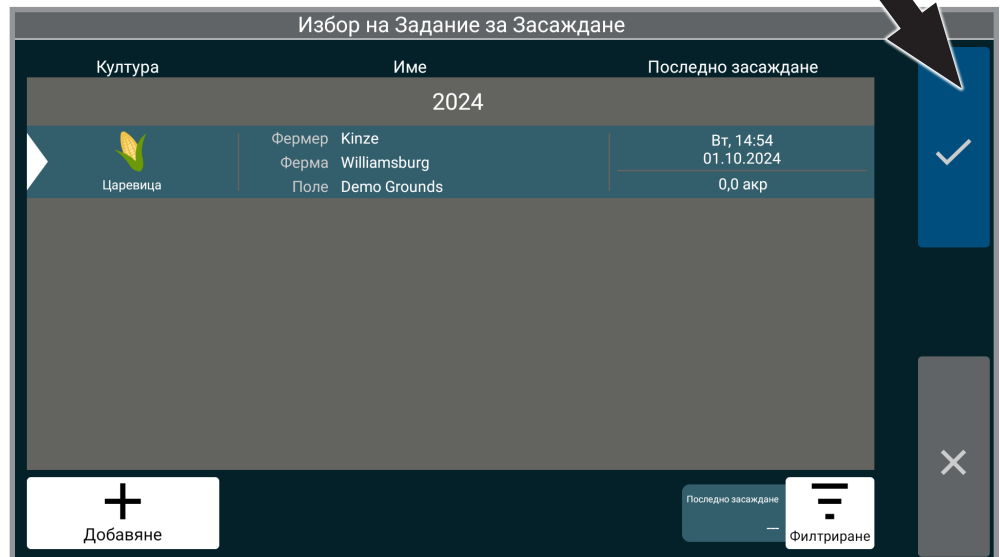 Избор на Задание за Засаждане
Култура Име Последно засаждане
2024
Фермер Kinze
Ферма Williamsburg
Поле Demo Grounds
Царевица
Вт, 14:54
01.10.2024
0,0 акр
Добавяне
Последно засаждане
---
Филтриране